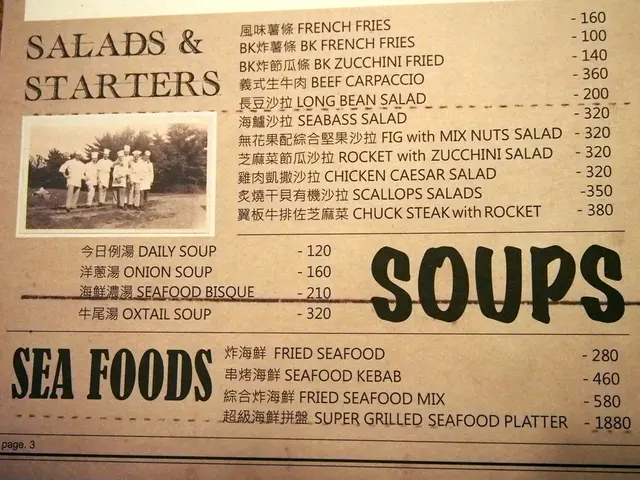 SALADS &
STARTERS
風味薯條 FRENCH FRIES - 160
BK炸薯條 BK FRENCH FRIES - 100
BK炸節瓜條 BK ZUCCHINI FRIED - 140
義式生牛肉 BEEF CARPACCIO - 360
長豆沙拉 LONG BEAN SALAD - 200
海鱸沙拉 SEABASS SALAD - 320
無花果配綜合堅果沙拉 FIG with MIX NUTS SALAD - 320
芝麻菜節瓜沙拉 ROCKET with ZUCCHINI SALAD - 320
雞肉凱撒沙拉 CHICKEN CAESAR SALAD - 320
炙燒干貝有機沙拉 SCALLOPS SALADS -350
翼板牛排佐芝麻菜 CHUCK STEAK with ROCKET - 380
SOUPS
今日例湯 DAILY SOUP - 120
洋蔥湯 ONION SOUP - 160
海鮮濃湯 SEAFOOD BISQUE - 210
牛尾湯 OXTAIL SOUP - 320
SEA FOODS
炸海鮮 FRIED SEAFOOD - 280
串烤海鮮 SEAFOOD KEBAB - 460
綜合炸海鮮 FRIED SEAFOOD MIX - 580
超級海鮮拼盤 SUPER GRILLED SEAFOOD PLATTER - 1880
page. 3